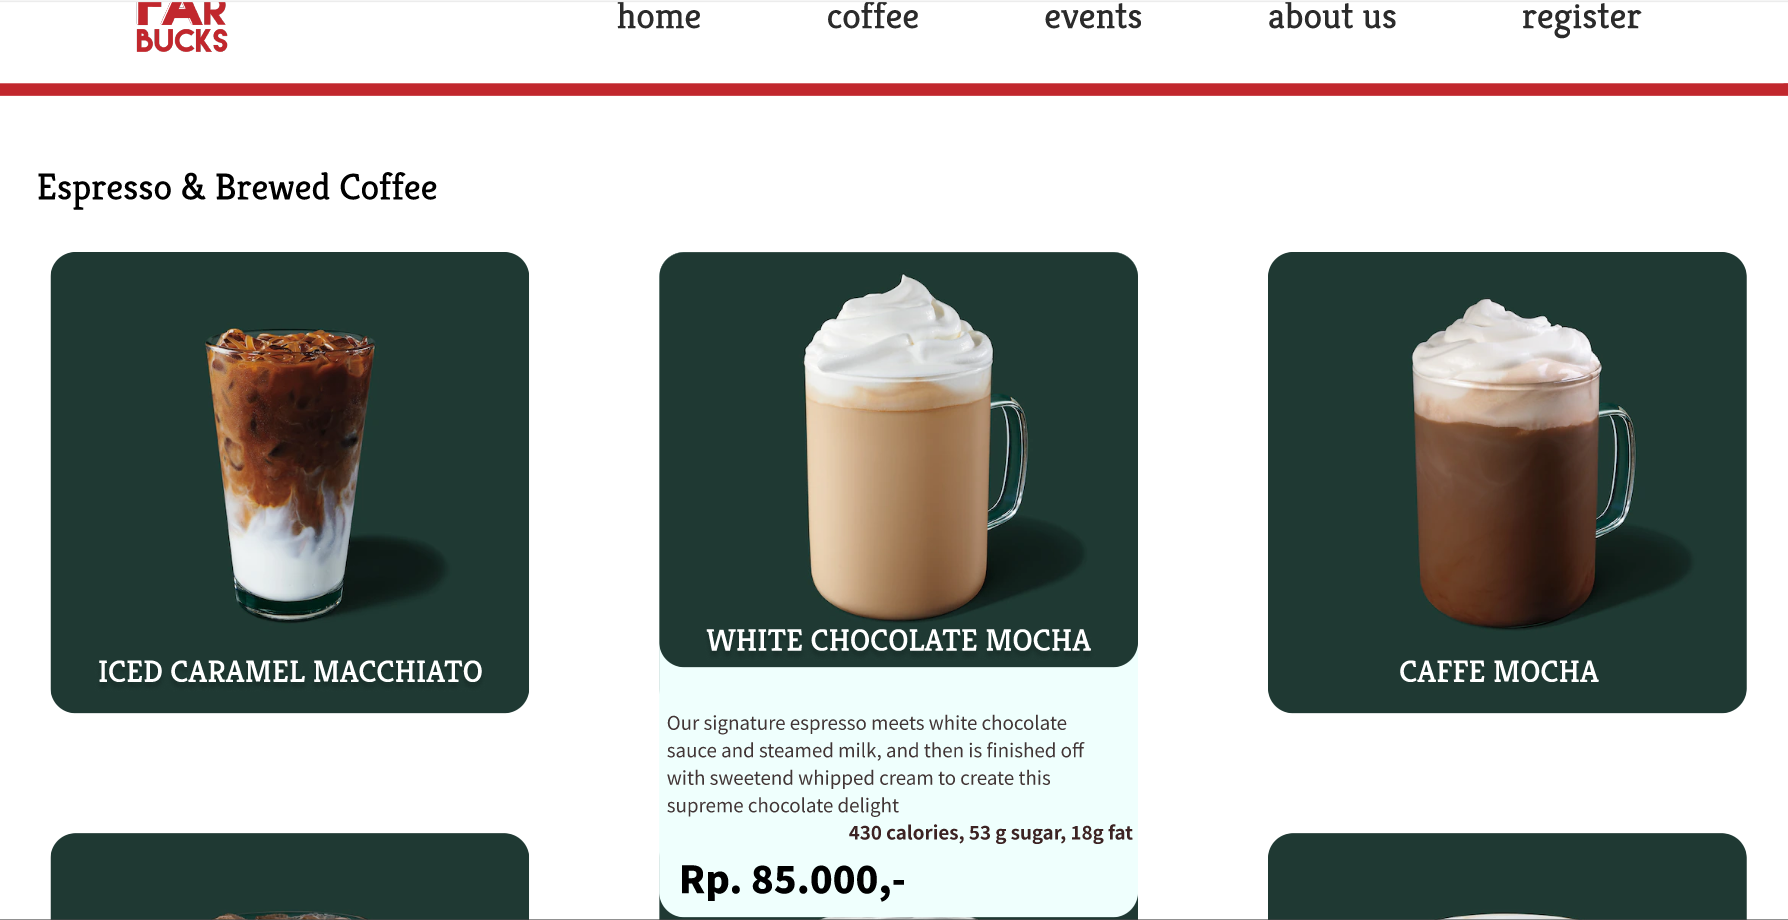 FAR
BUCKS
home
coffee
events
about us
register
Espresso & Brewed Coffee
ICED CARAMEL MACCHIATO
WHITE CHOCOLATE MOCHA
CAFFE MOCHA
Our signature espresso meets white chocolate
sauce and steamed milk, and then is finished off
with sweetend whipped cream to create this
supreme chocolate delight
430 calories, 53 g sugar, 18g fat
Rp. 85.000,-